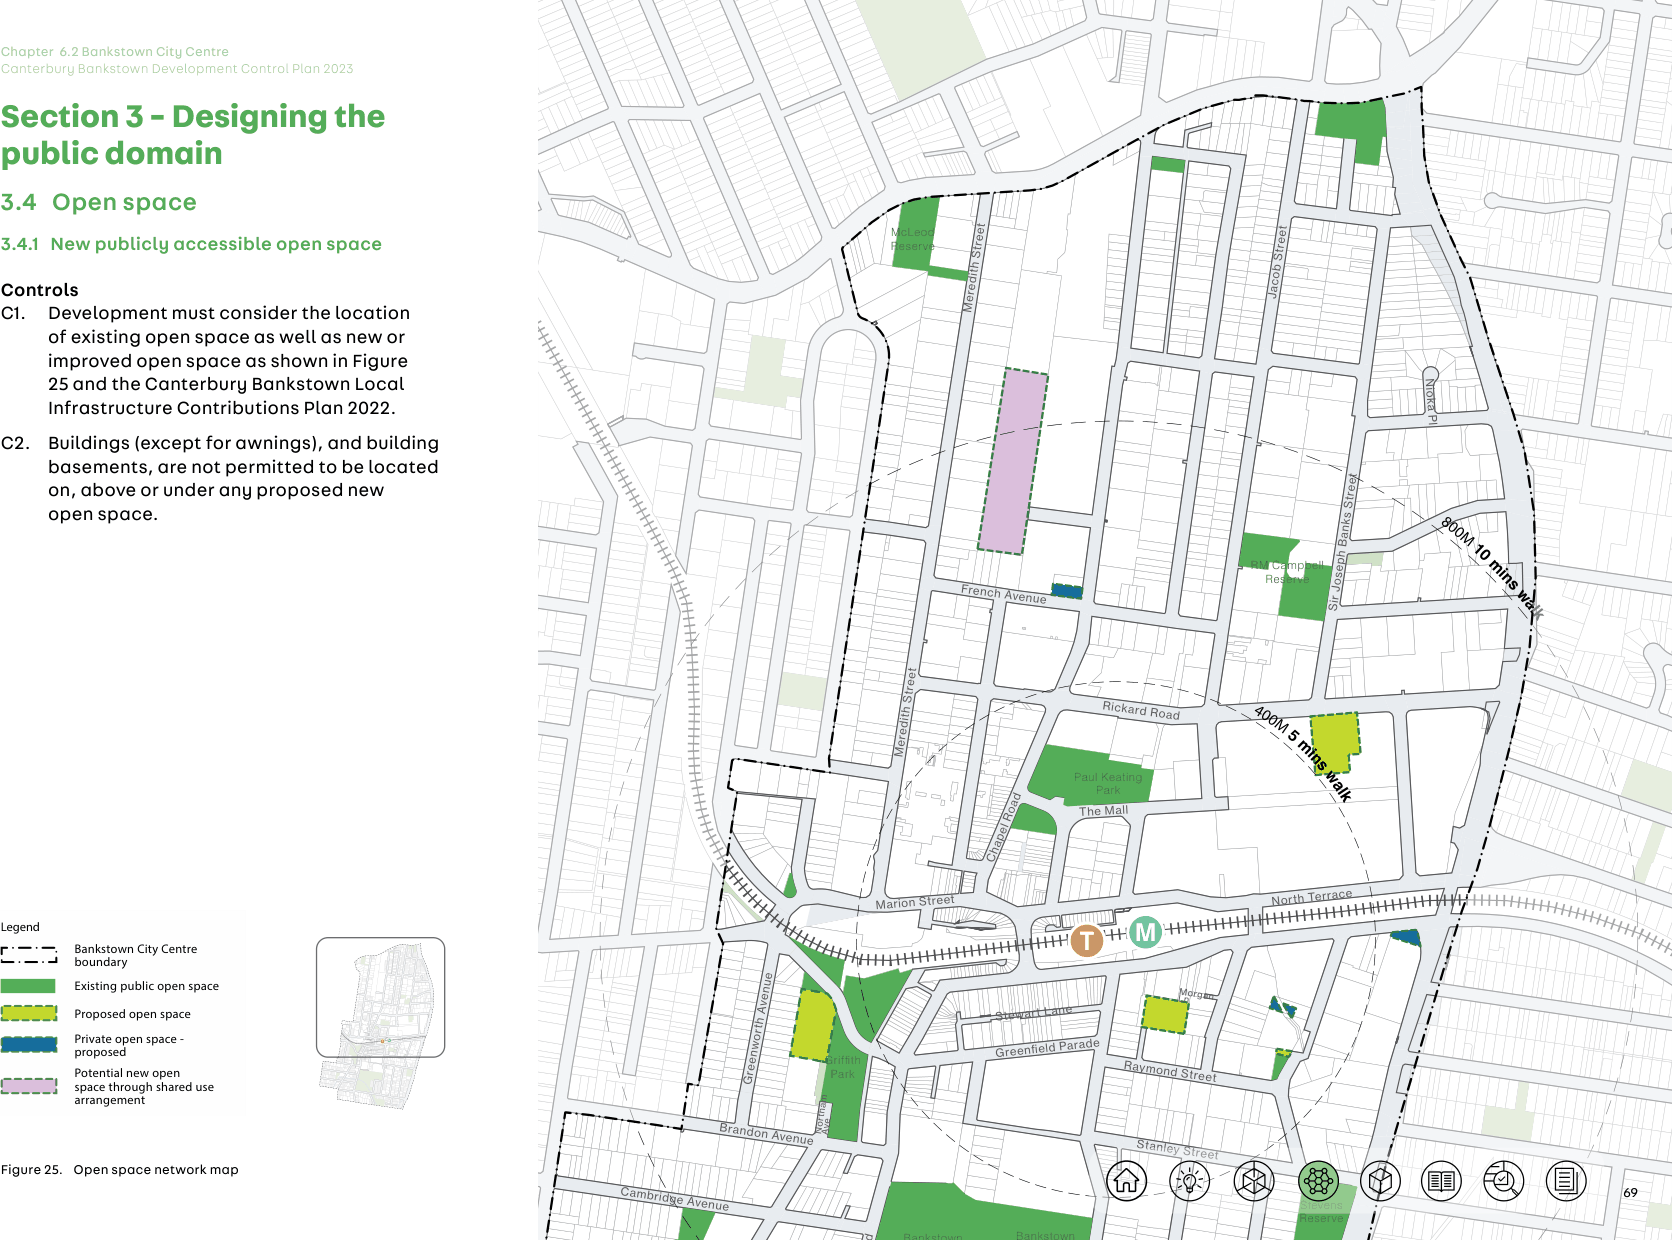 Chapter 6.2 Bankstown City Centre
Canterbury Bankstown Development Control Plan 2023
Section 3 – Designing the
public domain
3.4 Open space
3.4.1 New publicly accessible open space
Controls
C1. Development must consider the location
of existing open space as well as new or
improved open space as shown in Figure
25 and the Canterbury Bankstown Local
Infrastructure Contributions Plan 2022.
C2. Buildings (except for awnings), and building
basements, are not permitted to be located
on, above or under any proposed new
open space.
Legend
Bankstown City Centre
boundary
Existing public open space
Proposed open space
Private open space -
proposed
Potential new open
space through shared use
arrangement
Figure 25. Open space network map
McLeod
Reserve
Meredith Street
Jacob Street
Nioka Pl
Sir Joseph Banks Street
800M 10 mins walk
RM Campbell
Reserve
French Avenue
Meredith Street
Rickard Road
400M 5 mins walk
Paul Keating
Park
The Mall
Chapel Road
Marion Street
North Terrace
T
M
Greenworth Avenue
Griffith
Park
Northam
Ave
Stewart Lane
Greenfield Parade
Morgan
Raymond Street
Brandon Avenue
Stanley Street
Cambridge Avenue
Stevens
Reserve
Bankstown
Bankstown
69